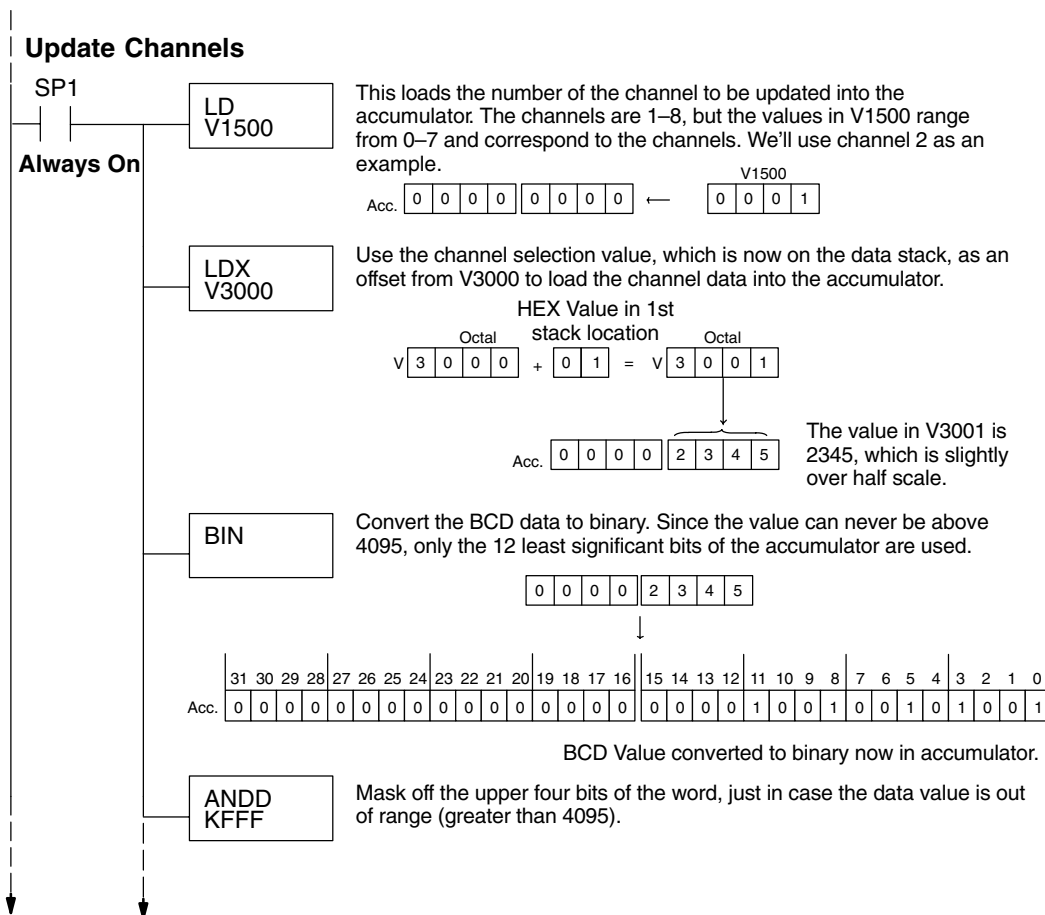 Update Channels
SP1
Always On
LD
V1500
This loads the number of the channel to be updated into the
accumulator. The channels are 1–8, but the values in V1500 range
from 0–7 and correspond to the channels. We'll use channel 2 as an
example.
V1500
Acc. 0 0 0 0 0 0 0 0 ← 0 0 0 1
LDX
V3000
Use the channel selection value, which is now on the data stack, as an
offset from V3000 to load the channel data into the accumulator.
HEX Value in 1st
stack location
Octal Octal
V 3 0 0 0 + 0 1 = V 3 0 0 1
Acc. 0 0 0 0 2 3 4 5
The value in V3001 is
2345, which is slightly
over half scale.
BIN
Convert the BCD data to binary. Since the value can never be above
4095, only the 12 least significant bits of the accumulator are used.
0 0 0 0 2 3 4 5
31 30 29 28 27 26 25 24 23 22 21 20 19 18 17 16 15 14 13 12 11 10 9 8 7 6 5 4 3 2 1 0
Acc. 0 0 0 0 0 0 0 0 0 0 0 0 0 0 0 0 0 0 0 0 1 0 0 1 0 0 1 0 1 0 0 1
BCD Value converted to binary now in accumulator.
ANDD
KFFF
Mask off the upper four bits of the word, just in case the data value is out
of range (greater than 4095).